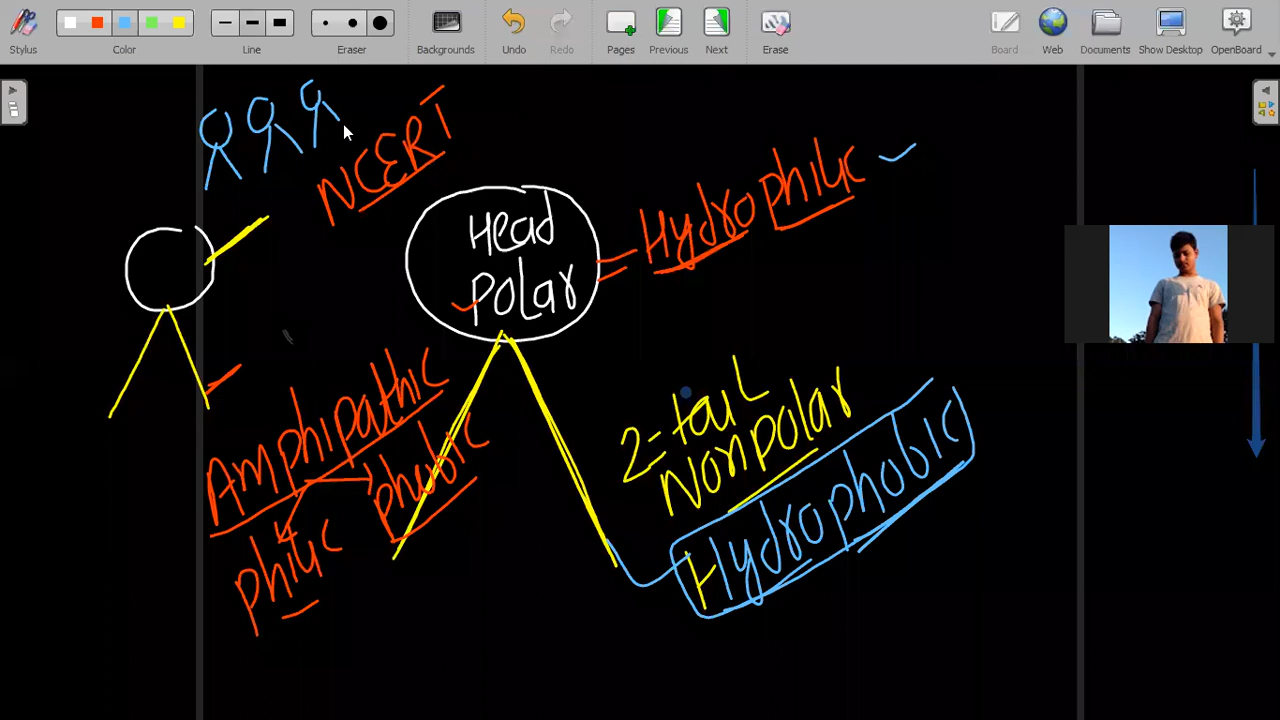 Stylus
Color
Line
Eraser
Backgrounds
Undo
Redo
Pages
Previous
Next
Erase
Board
Web
Documents
Show Desktop
OpenBoard
NCERT
Head
Polar
Hydrophilic
Amphipathic
phobic
philic
2 = tail
Nonpolar
Hydrophobic